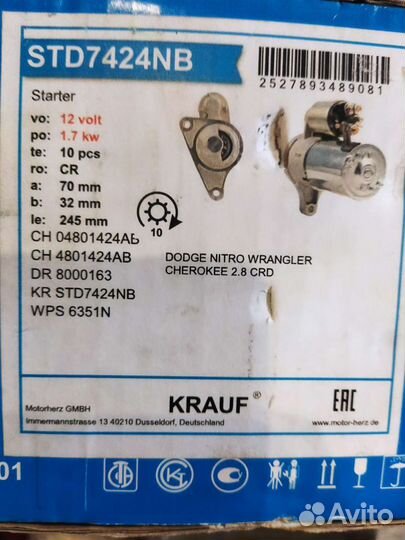 STD7424NB
2527893489081
Starter
vo: 12 volt
po: 1.7 kw
te: 10 pcs
ro: CR
a: 70 mm
b: 32 mm
le: 245 mm
10
CH 04801424AB
CH 4801424AB
DR 8000163
KR STD7424NB
WPS 6351N
DODGE NITRO WRANGLER
CHEROKEE 2.8 CRD
Motorherz GMBH
Immermannstrasse 13 40210 Dusseldorf, Deutschland
KRAUF®
EAC
www.motor-herz.de
01
Avito